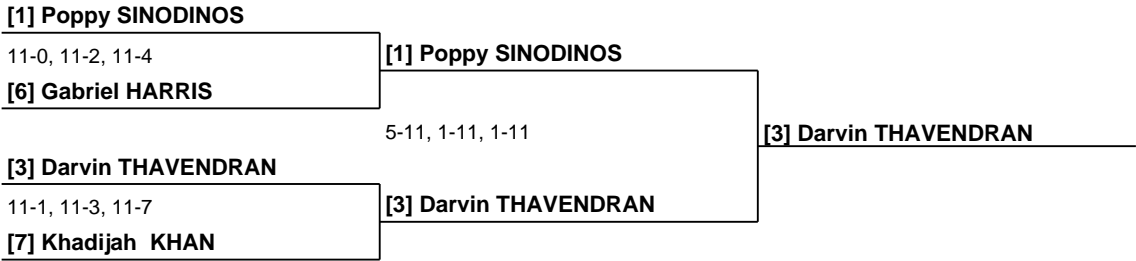 [1] Poppy SINODINOS
11-0, 11-2, 11-4
[1] Poppy SINODINOS
[6] Gabriel HARRIS
5-11, 1-11, 1-11
[3] Darvin THAVENDRAN
[3] Darvin THAVENDRAN
11-1, 11-3, 11-7
[3] Darvin THAVENDRAN
[7] Khadijah  KHAN